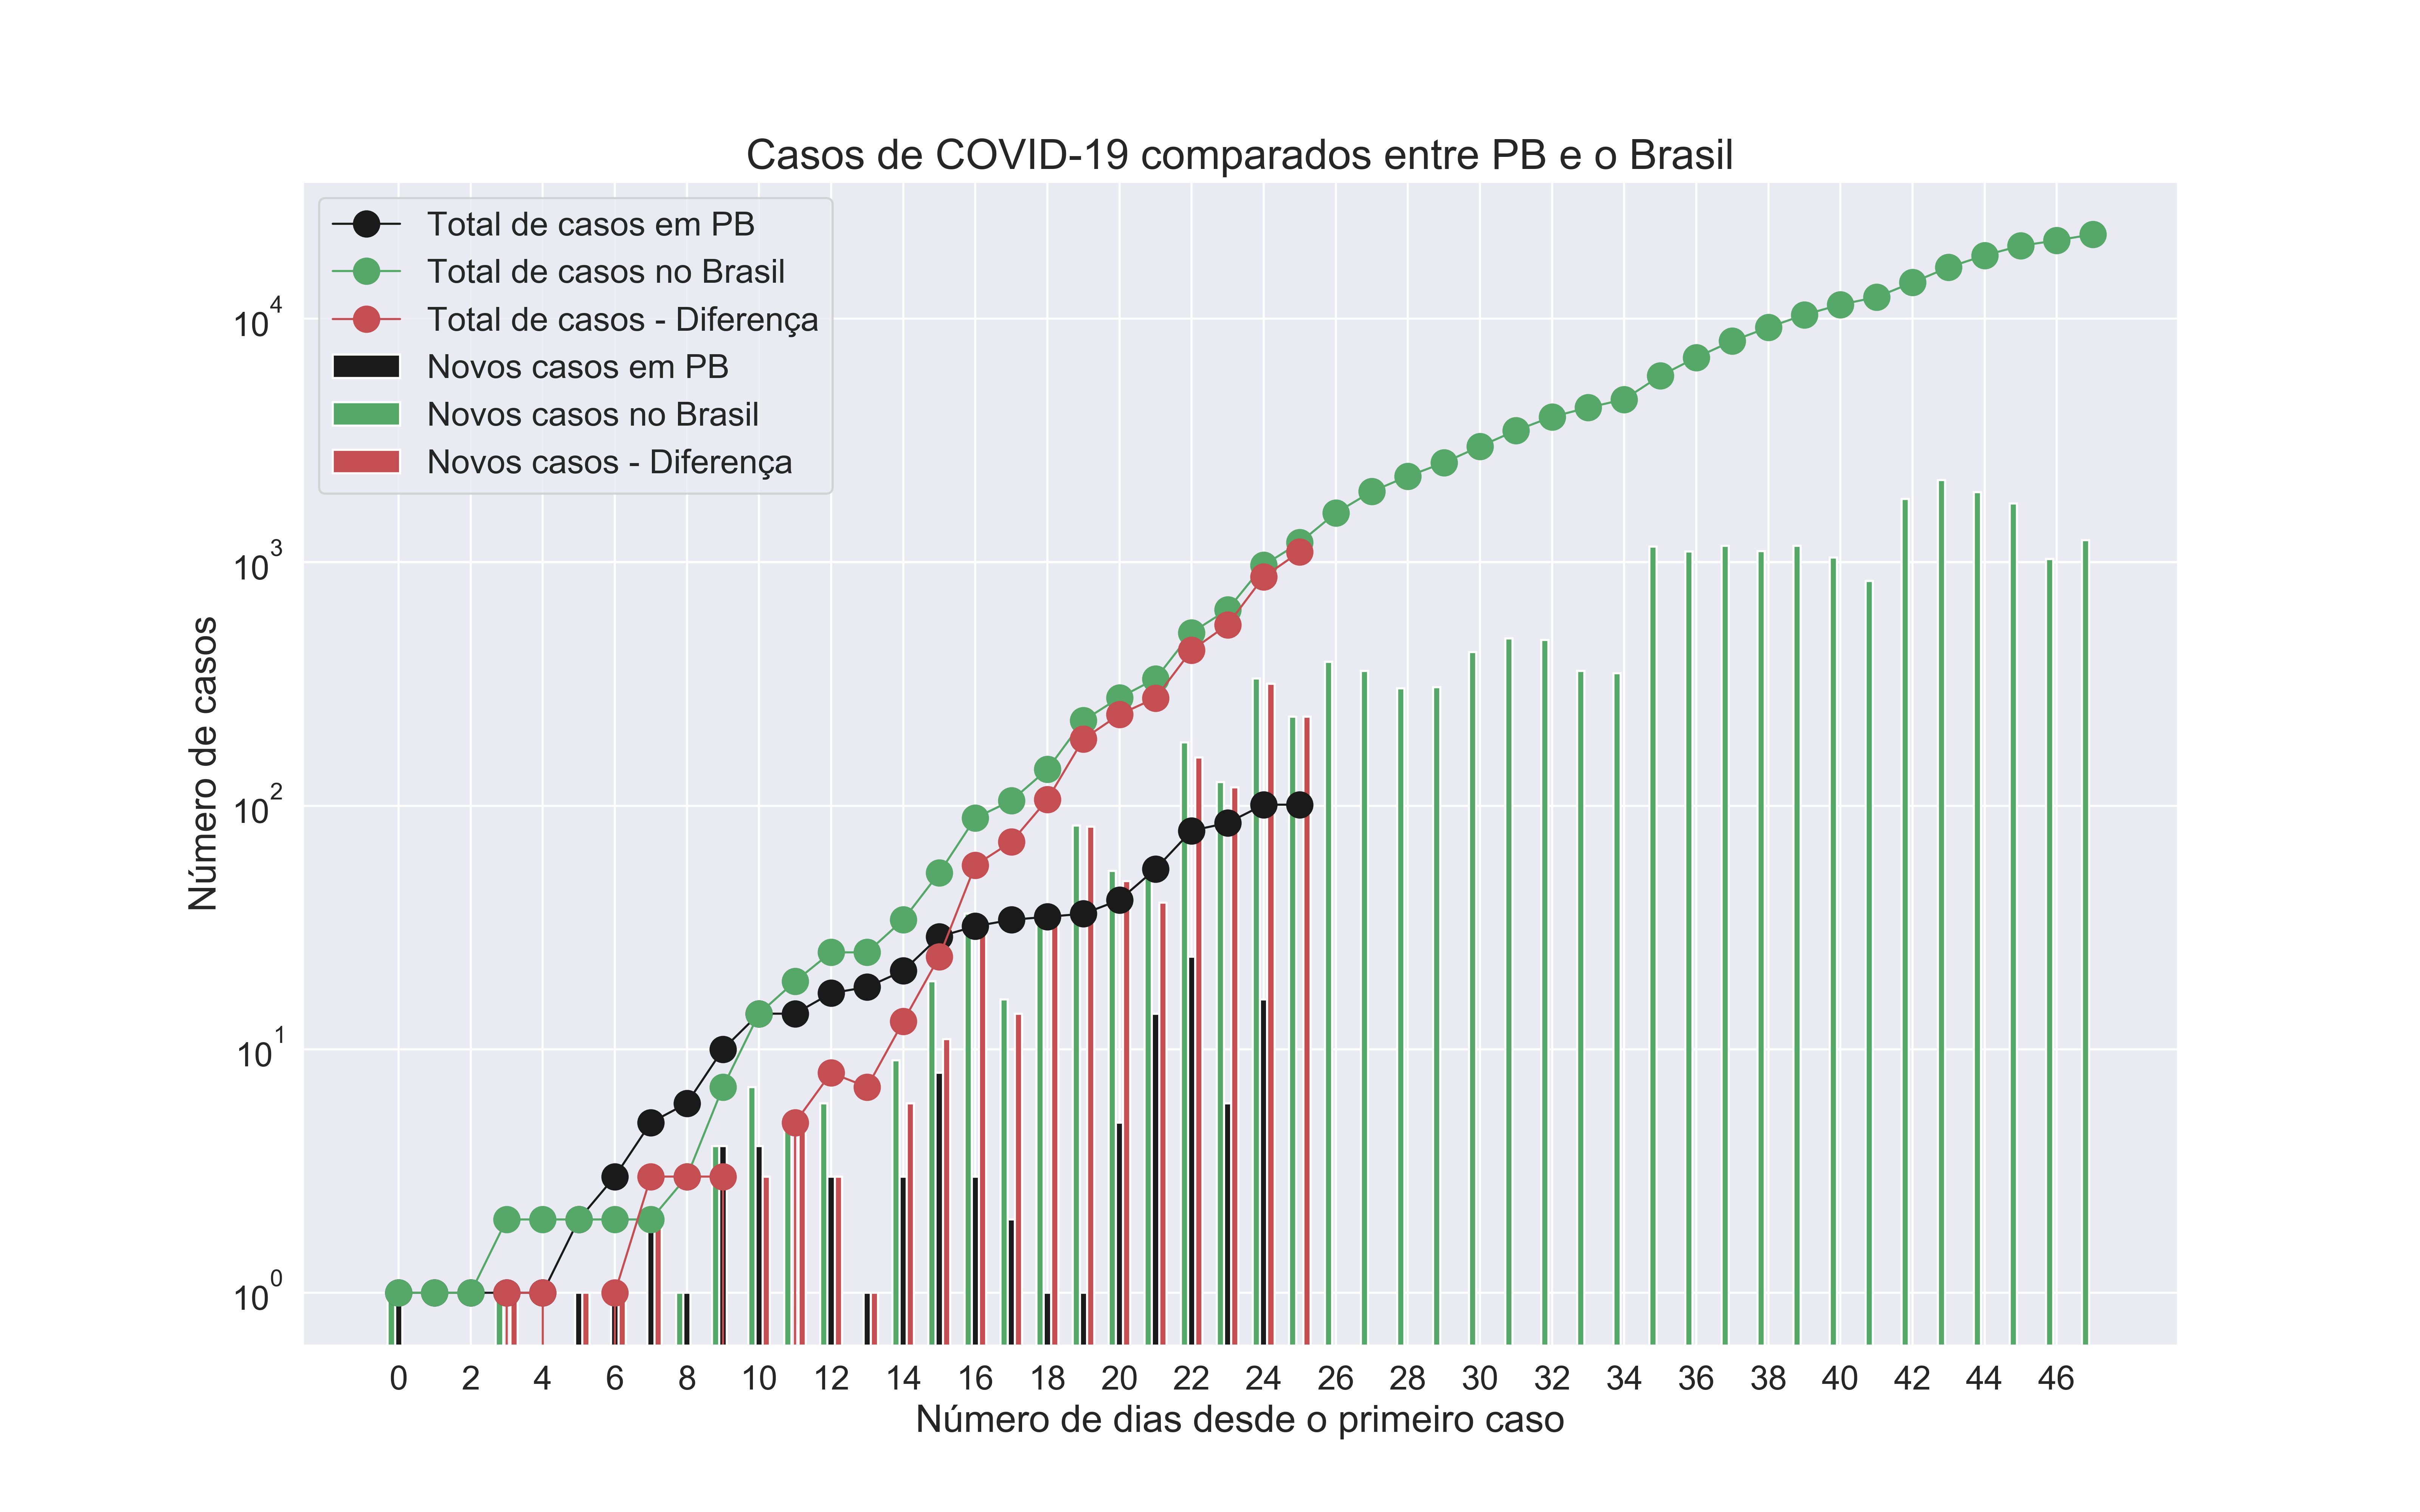 Casos de COVID-19 comparados entre PB e o Brasil
Total de casos em PB
Total de casos no Brasil
Total de casos - Diferença
Novos casos em PB
Novos casos no Brasil
Novos casos - Diferença
Número de casos
10^4
10^3
10^2
10^1
10^0
0 2 4 6 8 10 12 14 16 18 20 22 24 26 28 30 32 34 36 38 40 42 44 46
Número de dias desde o primeiro caso